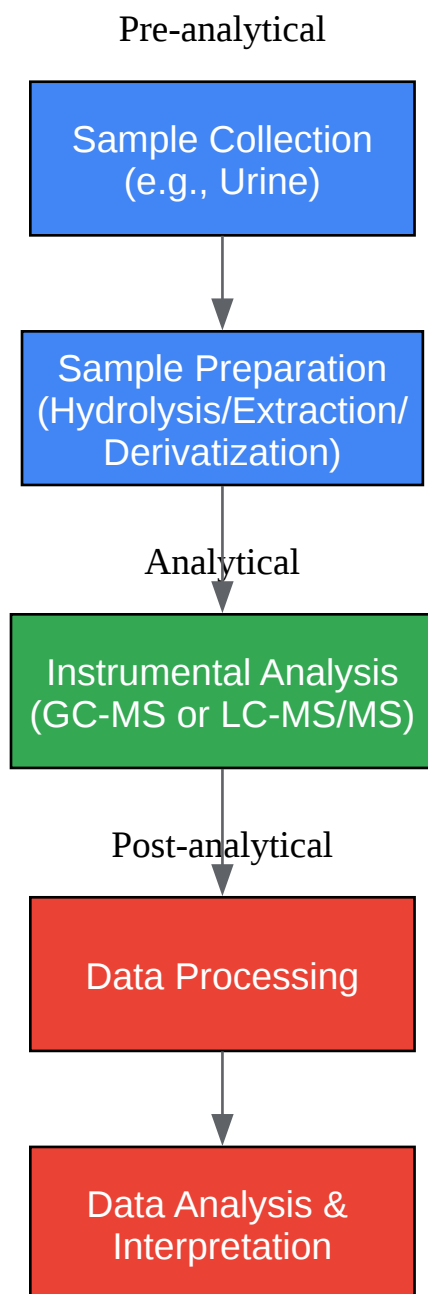 Pre-analytical
Sample Collection
(e.g., Urine)
Sample Preparation
(Hydrolysis/Extraction/
Derivatization)
Analytical
Instrumental Analysis
(GC-MS or LC-MS/MS)
Post-analytical
Data Processing
Data Analysis &
Interpretation